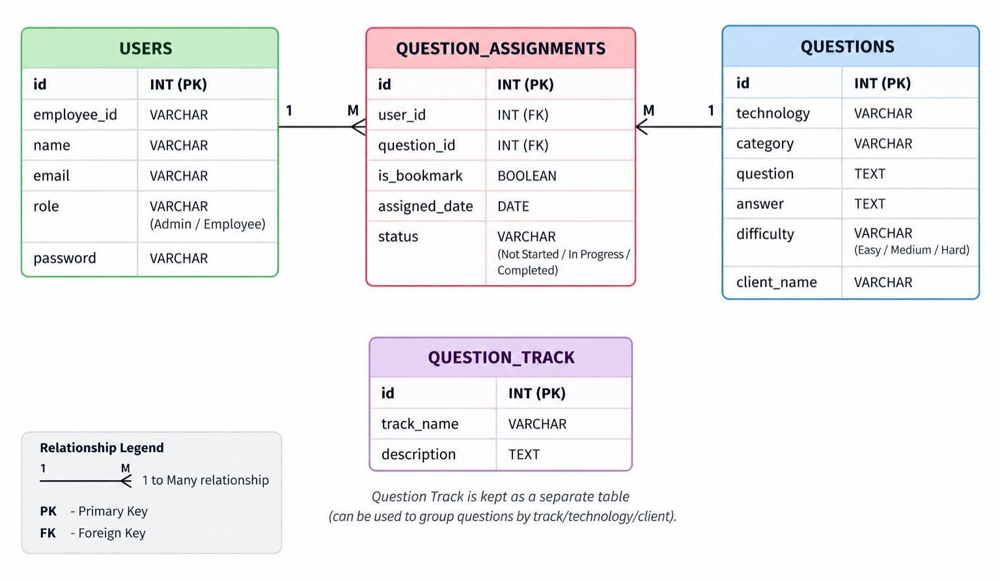 USERS
id INT (PK)
employee_id VARCHAR
name VARCHAR
email VARCHAR
role VARCHAR
(Admin / Employee)
password VARCHAR
1 M
QUESTION_ASSIGNMENTS
id INT (PK)
user_id INT (FK)
question_id INT (FK)
is_bookmark BOOLEAN
assigned_date DATE
status VARCHAR
(Not Started / In Progress /
Completed)
M 1
QUESTIONS
id INT (PK)
technology VARCHAR
category VARCHAR
question TEXT
answer TEXT
difficulty VARCHAR
(Easy / Medium / Hard)
client_name VARCHAR
QUESTION_TRACK
id INT (PK)
track_name VARCHAR
description TEXT
Question Track is kept as a separate table
(can be used to group questions by track/technology/client).
Relationship Legend
1 M
1 to Many relationship
PK - Primary Key
FK - Foreign Key